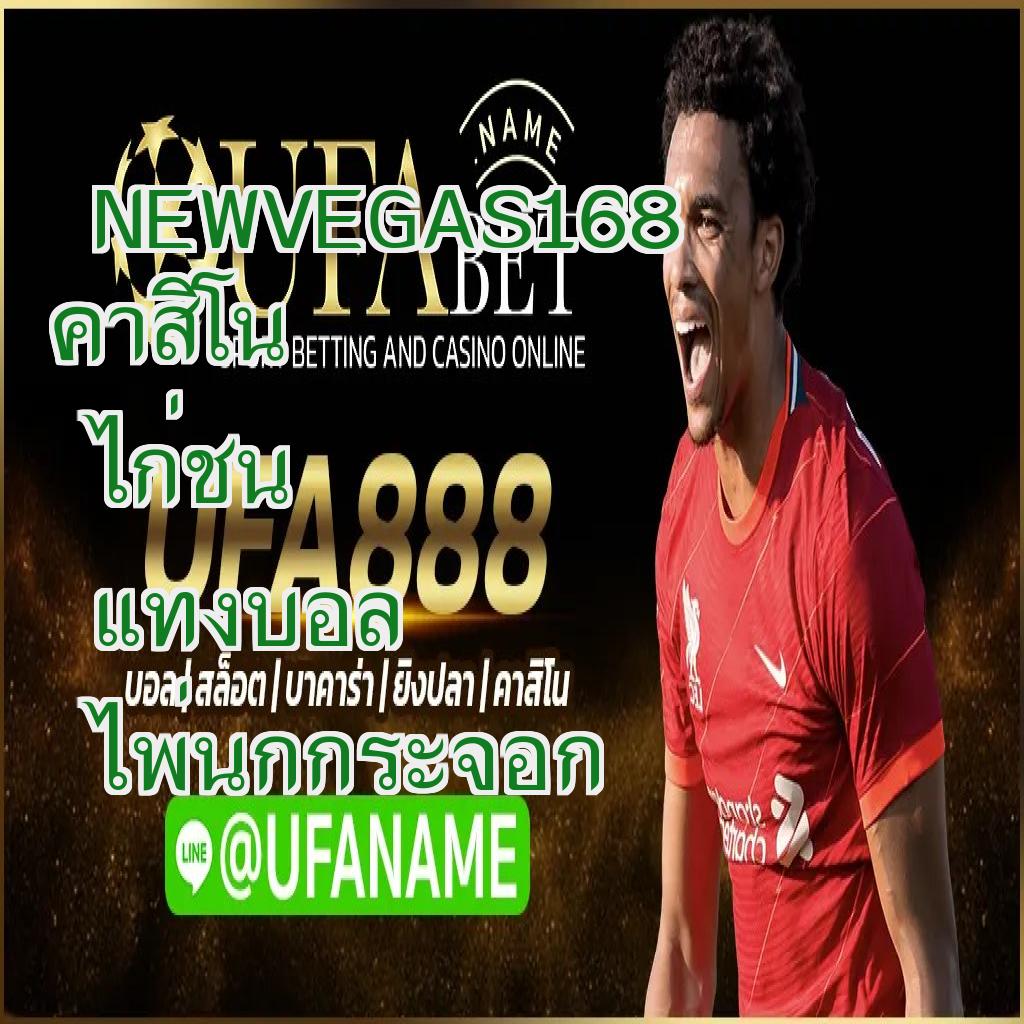 .NAME
UFABET
NEWVEGAS168
คาสิโน
SPORT BETTING AND CASINO ONLINE
ไก่ชน
UFA888
แทงบอล
บอล | สล็อต | บาคาร่า | ยิงปลา | คาสิโน
ไพ่นกกระจอก
LINE @UFANAME